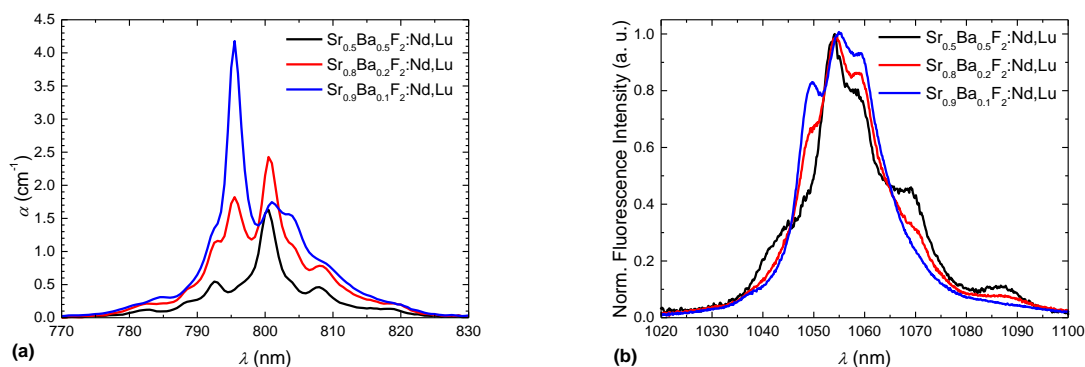 4.5
4.0
3.5
3.0
2.5
2.0
1.5
1.0
0.5
0.0
α (cm⁻¹)
Sr₀.₅Ba₀.₅F₂:Nd,Lu
Sr₀.₈Ba₀.₂F₂:Nd,Lu
Sr₀.₉Ba₀.₁F₂:Nd,Lu
770 780 790 800 810 820 830
(a)
λ (nm)
1.0
0.8
0.6
0.4
0.2
0.0
Norm. Fluorescence Intensity (a. u.)
Sr₀.₅Ba₀.₅F₂:Nd,Lu
Sr₀.₈Ba₀.₂F₂:Nd,Lu
Sr₀.₉Ba₀.₁F₂:Nd,Lu
1020 1030 1040 1050 1060 1070 1080 1090 1100
(b)
λ (nm)